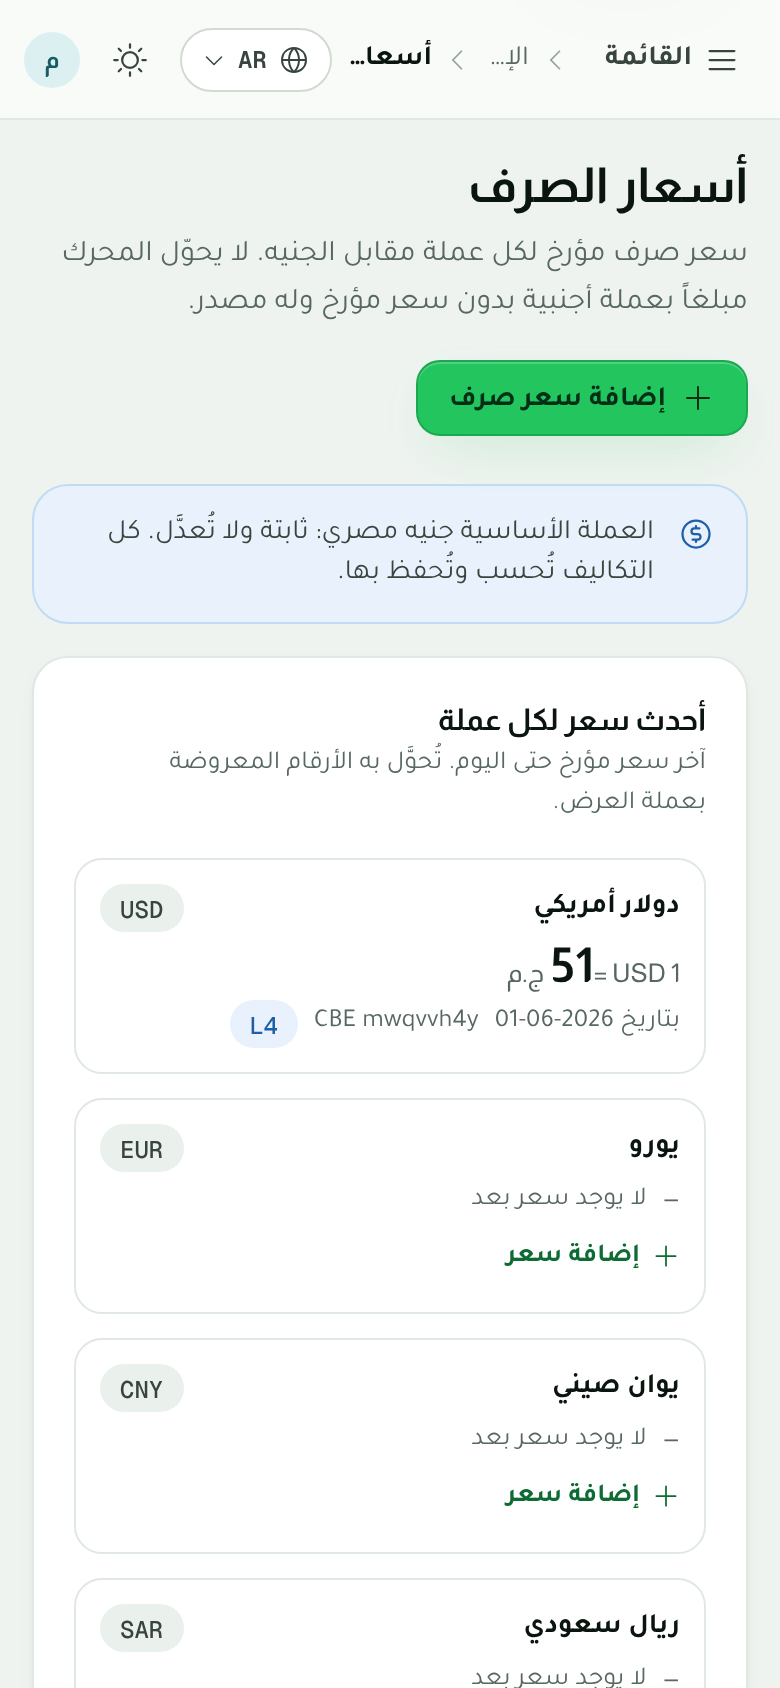 القائمة
الإ...
أسعا...
AR
م
أسعار الصرف
سعر صرف مؤرخ لكل عملة مقابل الجنيه. لا يحوّل المحرك
مبلغاً بعملة أجنبية بدون سعر مؤرخ وله مصدر.
إضافة سعر صرف
العملة الأساسية جنيه مصري: ثابتة ولا تُعدَّل. كل
التكاليف تُحسب وتُحفظ بها.
أحدث سعر لكل عملة
آخر سعر مؤرخ حتى اليوم. تُحوَّل به الأرقام المعروضة
بعملة العرض.
دولار أمريكي
USD
1 USD = 51 ج.م
بتاريخ 2026-06-01 CBE mwqvvh4y L4
يورو
EUR
– لا يوجد سعر بعد
إضافة سعر
يوان صيني
CNY
– لا يوجد سعر بعد
إضافة سعر
ريال سعودي
SAR
– لا يوجد سعر بعد